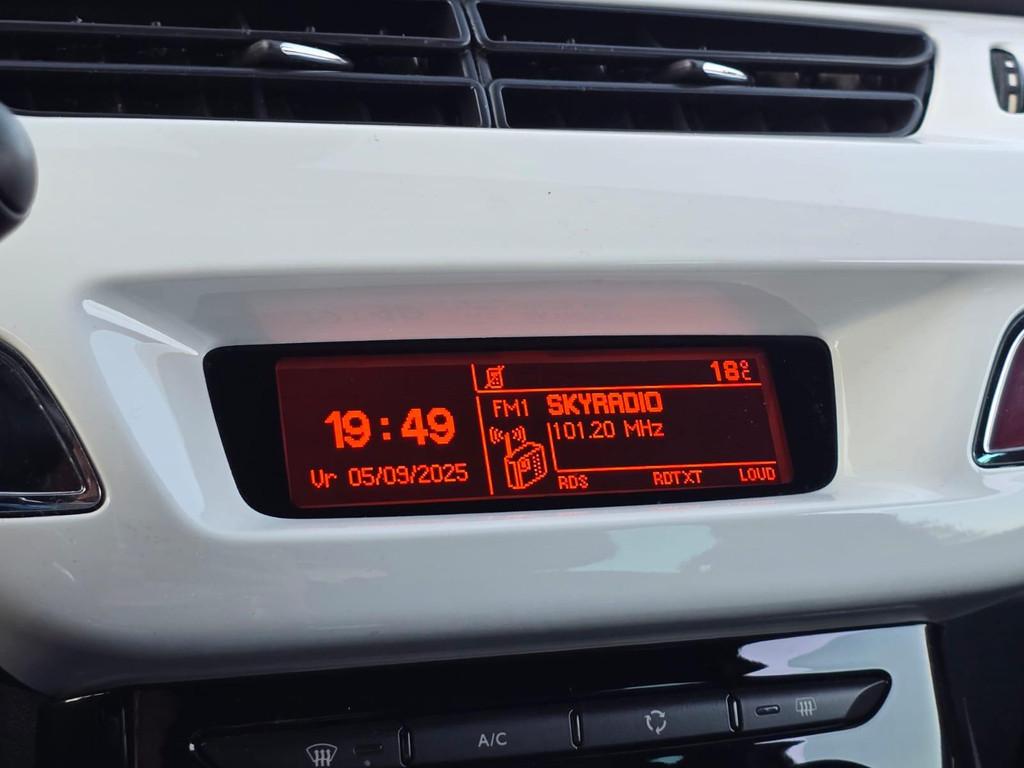 18°C
19:49
FM1 SKYRADIO
101.20 MHz
Vr 05/09/2025
RDS RDTXT LOUD
A/C